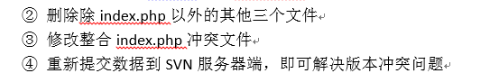 ② 删除除 index.php 以外的其他三个文件
③ 修改整合 index.php 冲突文件
④ 重新提交数据到 SVN 服务器端，即可解决版本冲突问题